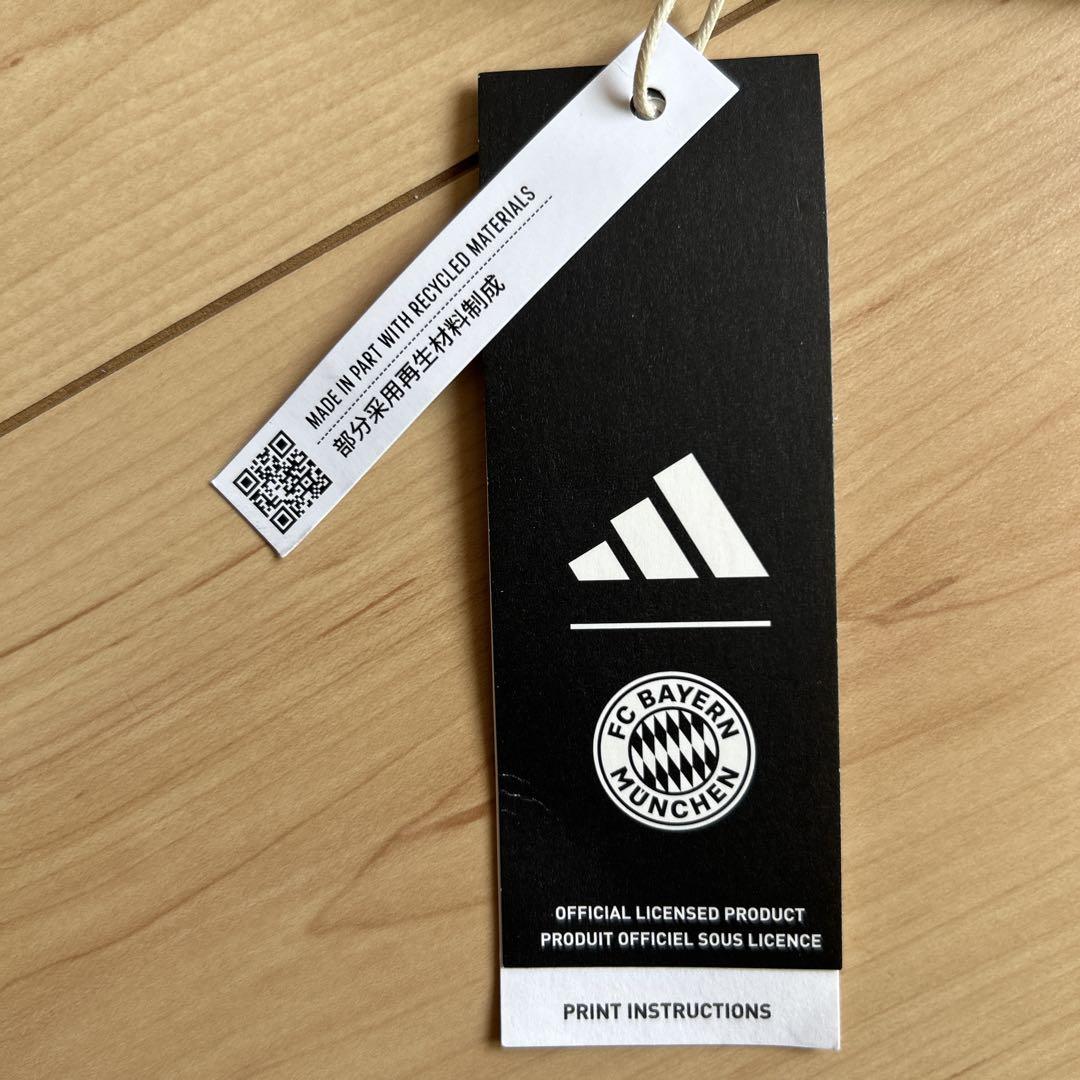 MADE IN PART WITH RECYCLED MATERIALS
部分采用再生材料制成
FC BAYERN
MÜNCHEN
OFFICIAL LICENSED PRODUCT
PRODUIT OFFICIEL SOUS LICENCE
PRINT INSTRUCTIONS